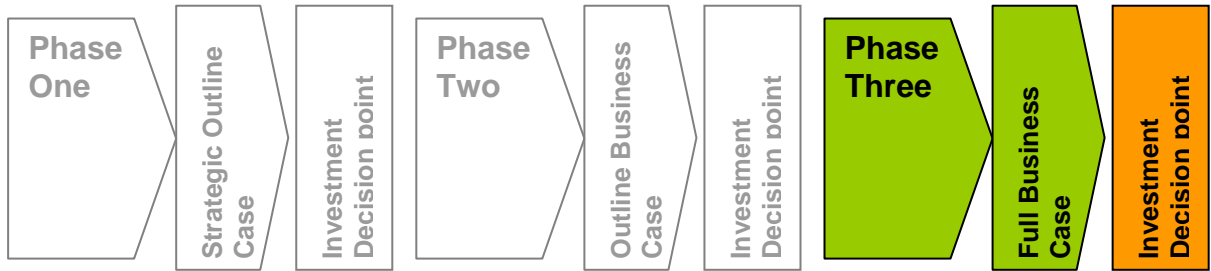 Phase
One
Strategic Outline
Case
Investment
Decision point
Phase
Two
Outline Business
Case
Investment
Decision point
Phase
Three
Full Business
Case
Investment
Decision point